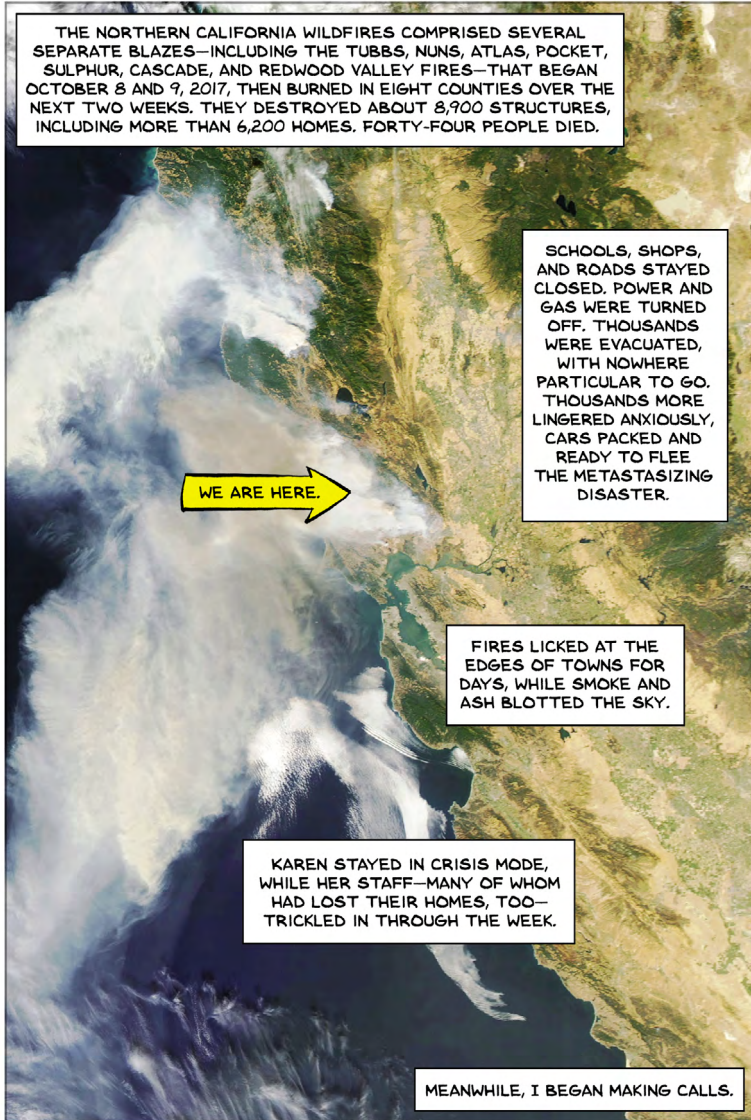 THE NORTHERN CALIFORNIA WILDFIRES COMPRISED SEVERAL
SEPARATE BLAZES—INCLUDING THE TUBBS, NUNS, ATLAS, POCKET,
SULPHUR, CASCADE, AND REDWOOD VALLEY FIRES—THAT BEGAN
OCTOBER 8 AND 9, 2017, THEN BURNED IN EIGHT COUNTIES OVER THE
NEXT TWO WEEKS. THEY DESTROYED ABOUT 8,900 STRUCTURES,
INCLUDING MORE THAN 6,200 HOMES. FORTY-FOUR PEOPLE DIED.
SCHOOLS, SHOPS,
AND ROADS STAYED
CLOSED. POWER AND
GAS WERE TURNED
OFF. THOUSANDS
WERE EVACUATED,
WITH NOWHERE
PARTICULAR TO GO.
THOUSANDS MORE
LINGERED ANXIOUSLY,
CARS PACKED AND
READY TO FLEE
THE METASTASIZING
DISASTER.
WE ARE HERE.
FIRES LICKED AT THE
EDGES OF TOWNS FOR
DAYS, WHILE SMOKE AND
ASH BLOTTED THE SKY.
KAREN STAYED IN CRISIS MODE,
WHILE HER STAFF—MANY OF WHOM
HAD LOST THEIR HOMES, TOO—
TRICKLED IN THROUGH THE WEEK.
MEANWHILE, I BEGAN MAKING CALLS.